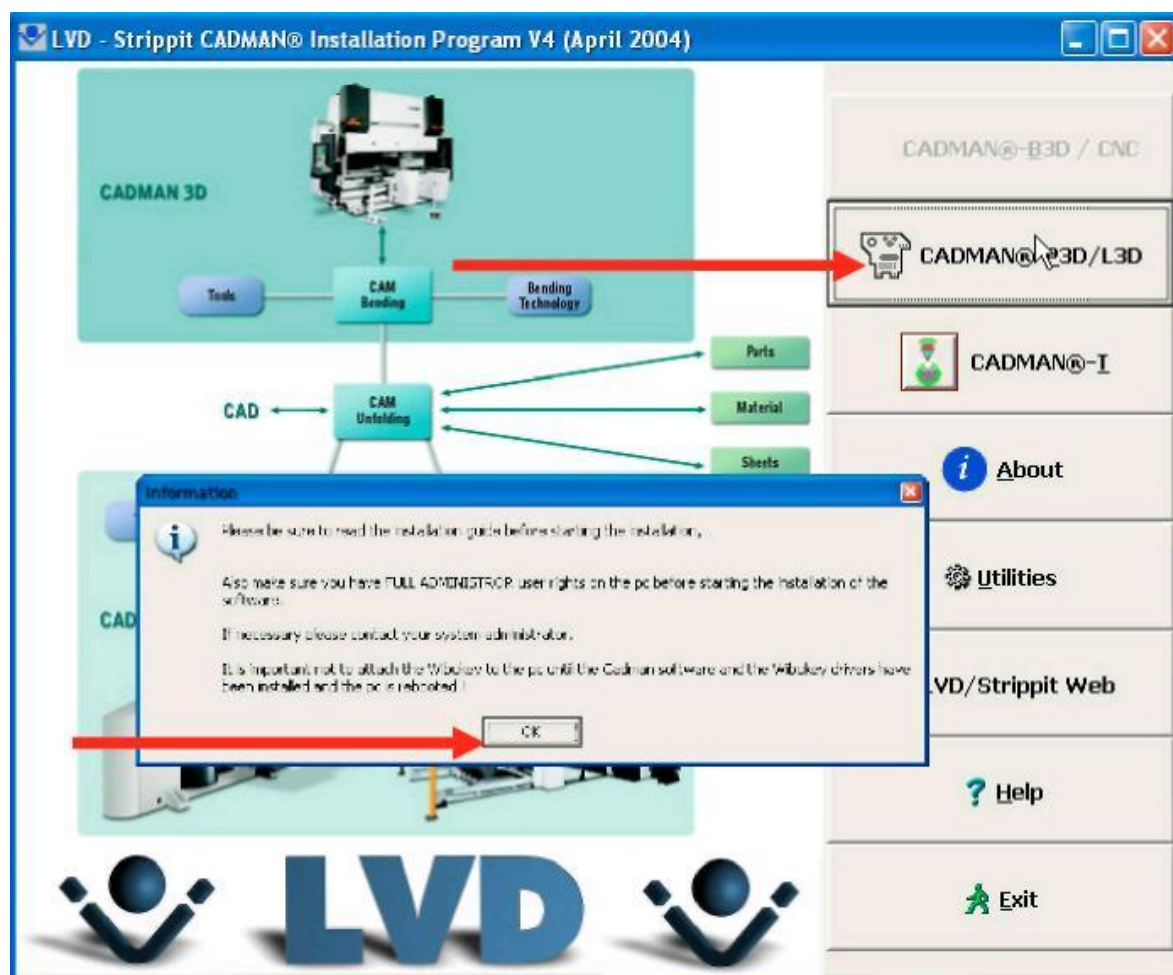 LVD - Strippit CADMAN® Installation Program V4 (April 2004)
CADMAN 3D
Tools
CAM
Bending
Bending
Technology
CAD
CAM
Unfolding
Parts
Material
Sheets
CAD
Information
Please be sure to read the installation guide before starting the installation.
Also make sure you have FULL ADMINISTROR user rights on the pc before starting the installation of the
software.
If necessary please contact your system administrator.
It is important not to attach the Wibukey to the pc until the Cadman software and the Wibukey drivers have
been installed and the pc is rebooted !
OK
LVD
CADMAN®-B3D / CNC
CADMAN®-P3D/L3D
CADMAN®-I
About
Utilities
VD/Strippit Web
Help
Exit